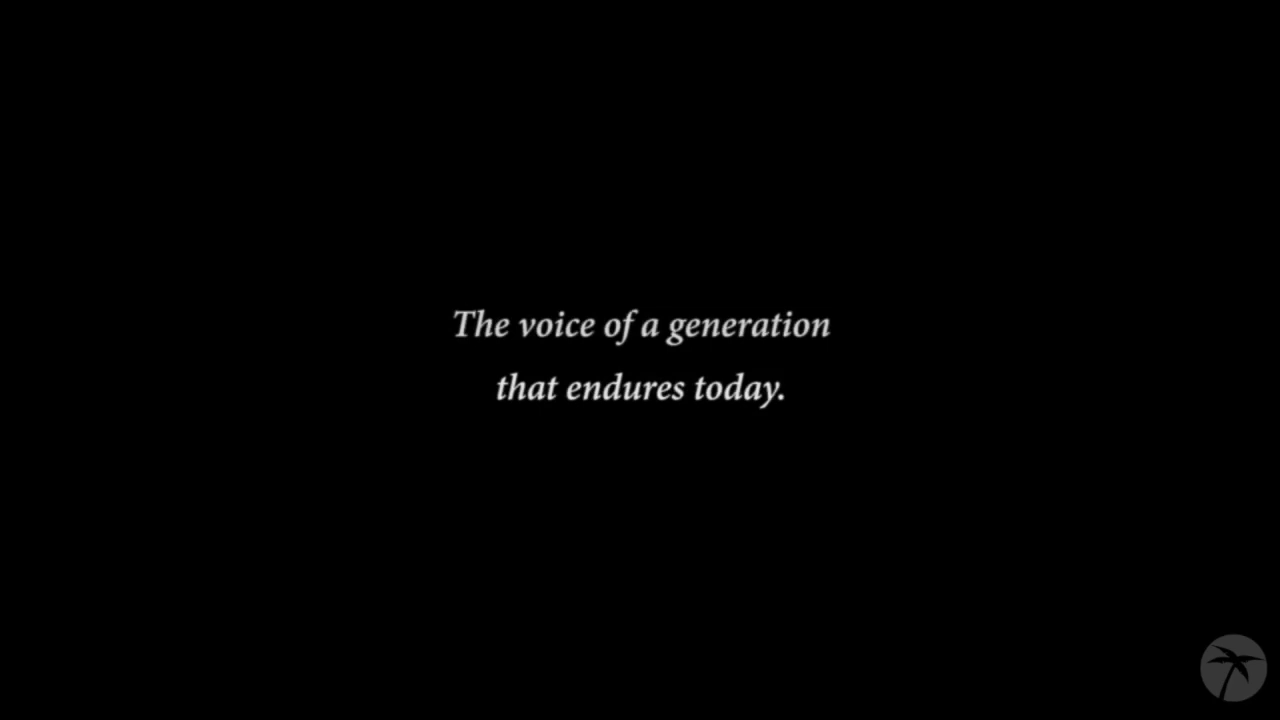 The voice of a generation
that endures today.